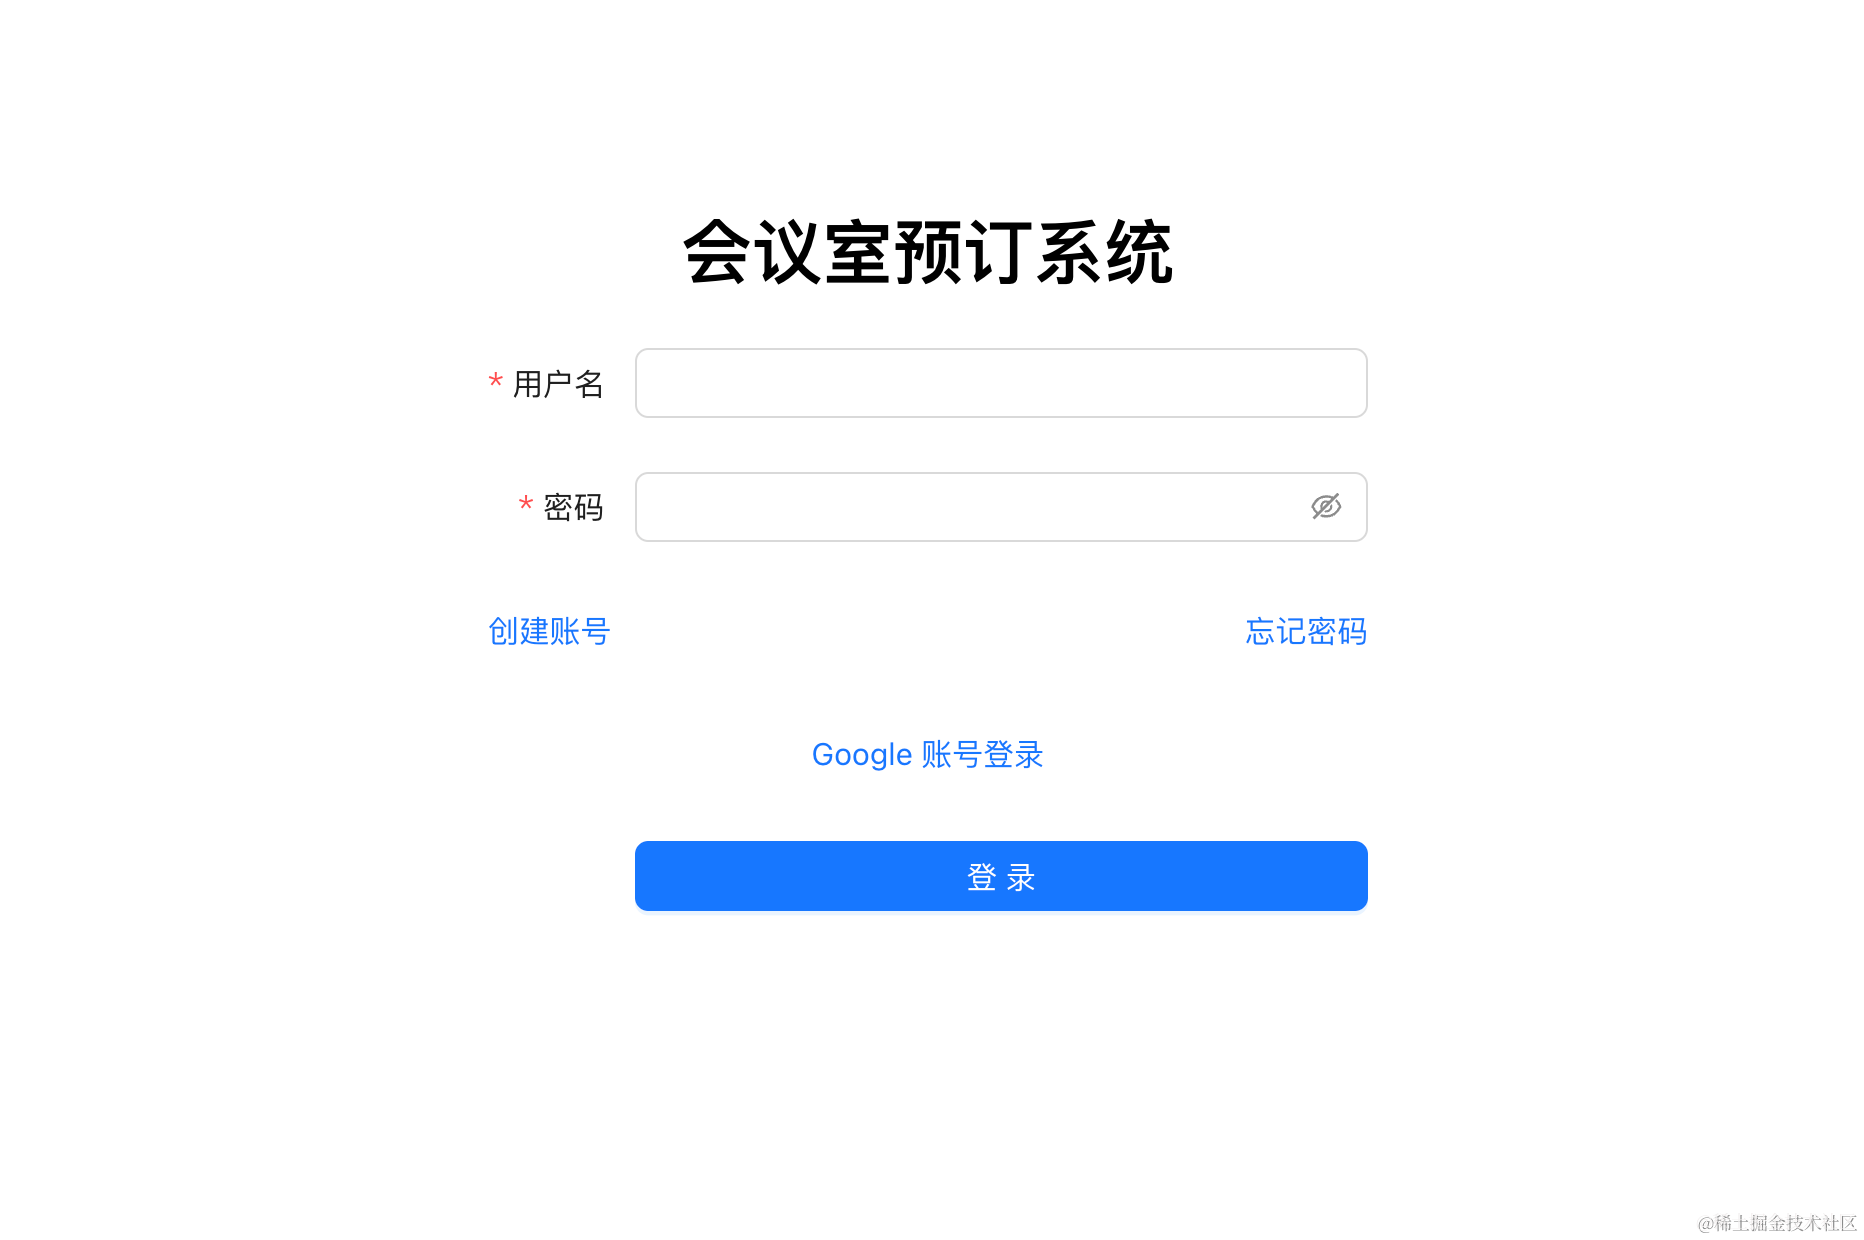 会议室预订系统
* 用户名
* 密码
创建账号 忘记密码
Google 账号登录
登 录
@稀土掘金技术社区